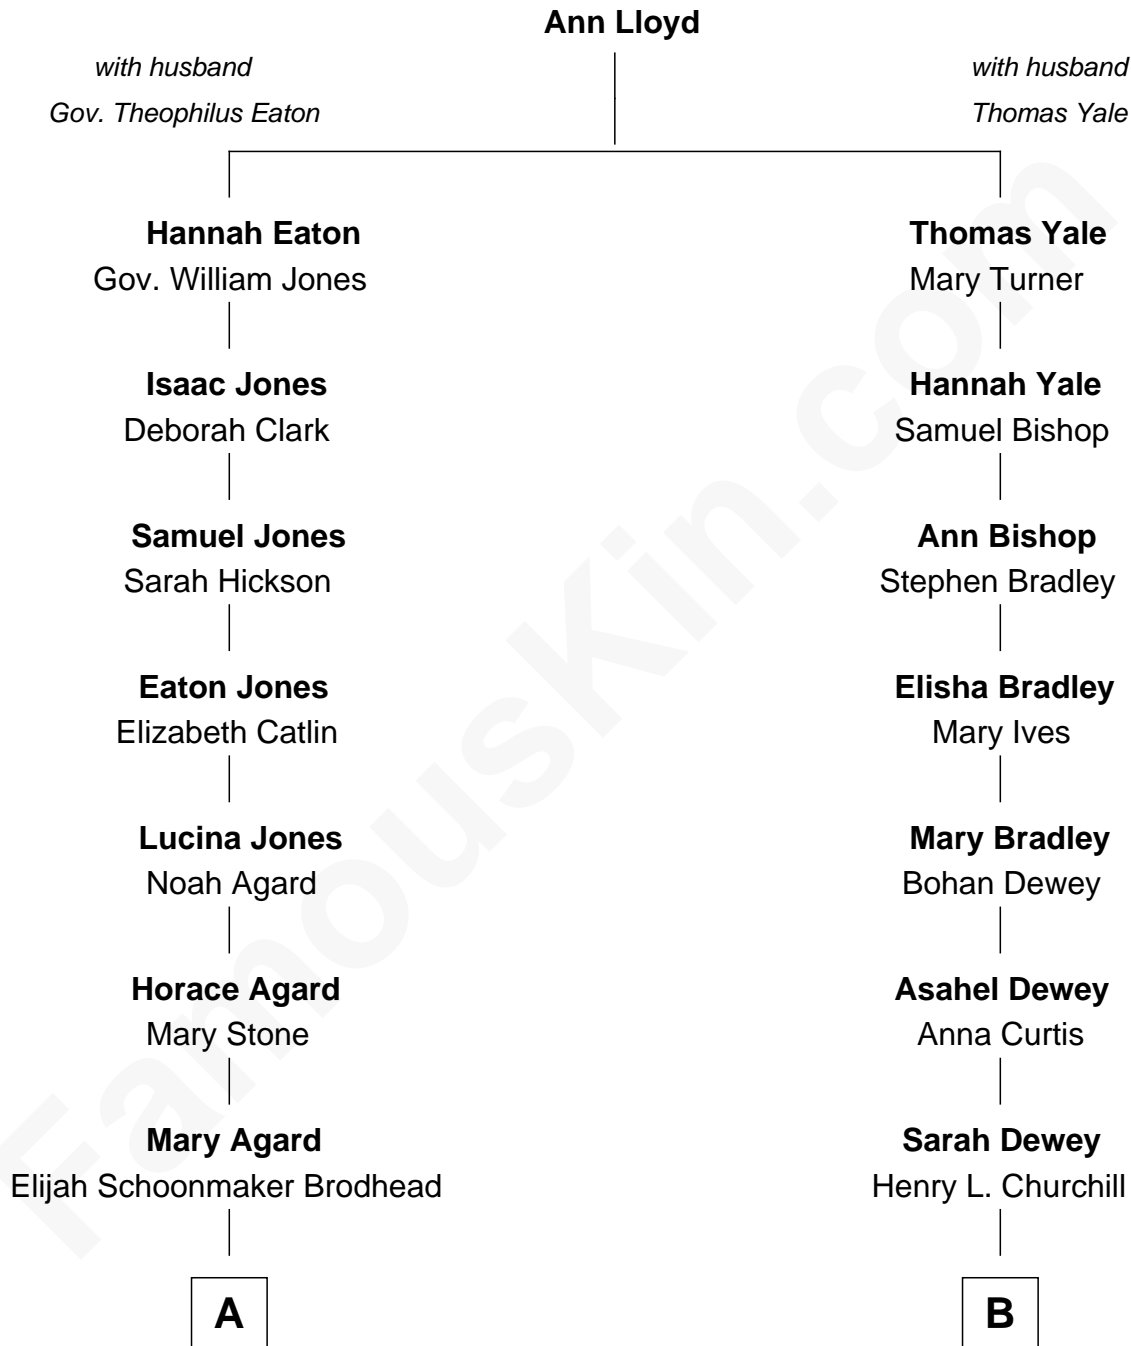 Ann Lloyd
with husband
Gov. Theophilus Eaton
with husband
Thomas Yale
Hannah Eaton
Gov. William Jones
Thomas Yale
Mary Turner
Isaac Jones
Deborah Clark
Hannah Yale
Samuel Bishop
Samuel Jones
Sarah Hickson
Ann Bishop
Stephen Bradley
Eaton Jones
Elizabeth Catlin
Elisha Bradley
Mary Ives
Lucina Jones
Noah Agard
Mary Bradley
Bohan Dewey
Horace Agard
Mary Stone
Asahel Dewey
Anna Curtis
Mary Agard
Elijah Schoonmaker Brodhead
Sarah Dewey
Henry L. Churchill
A
B
FamousKin.com